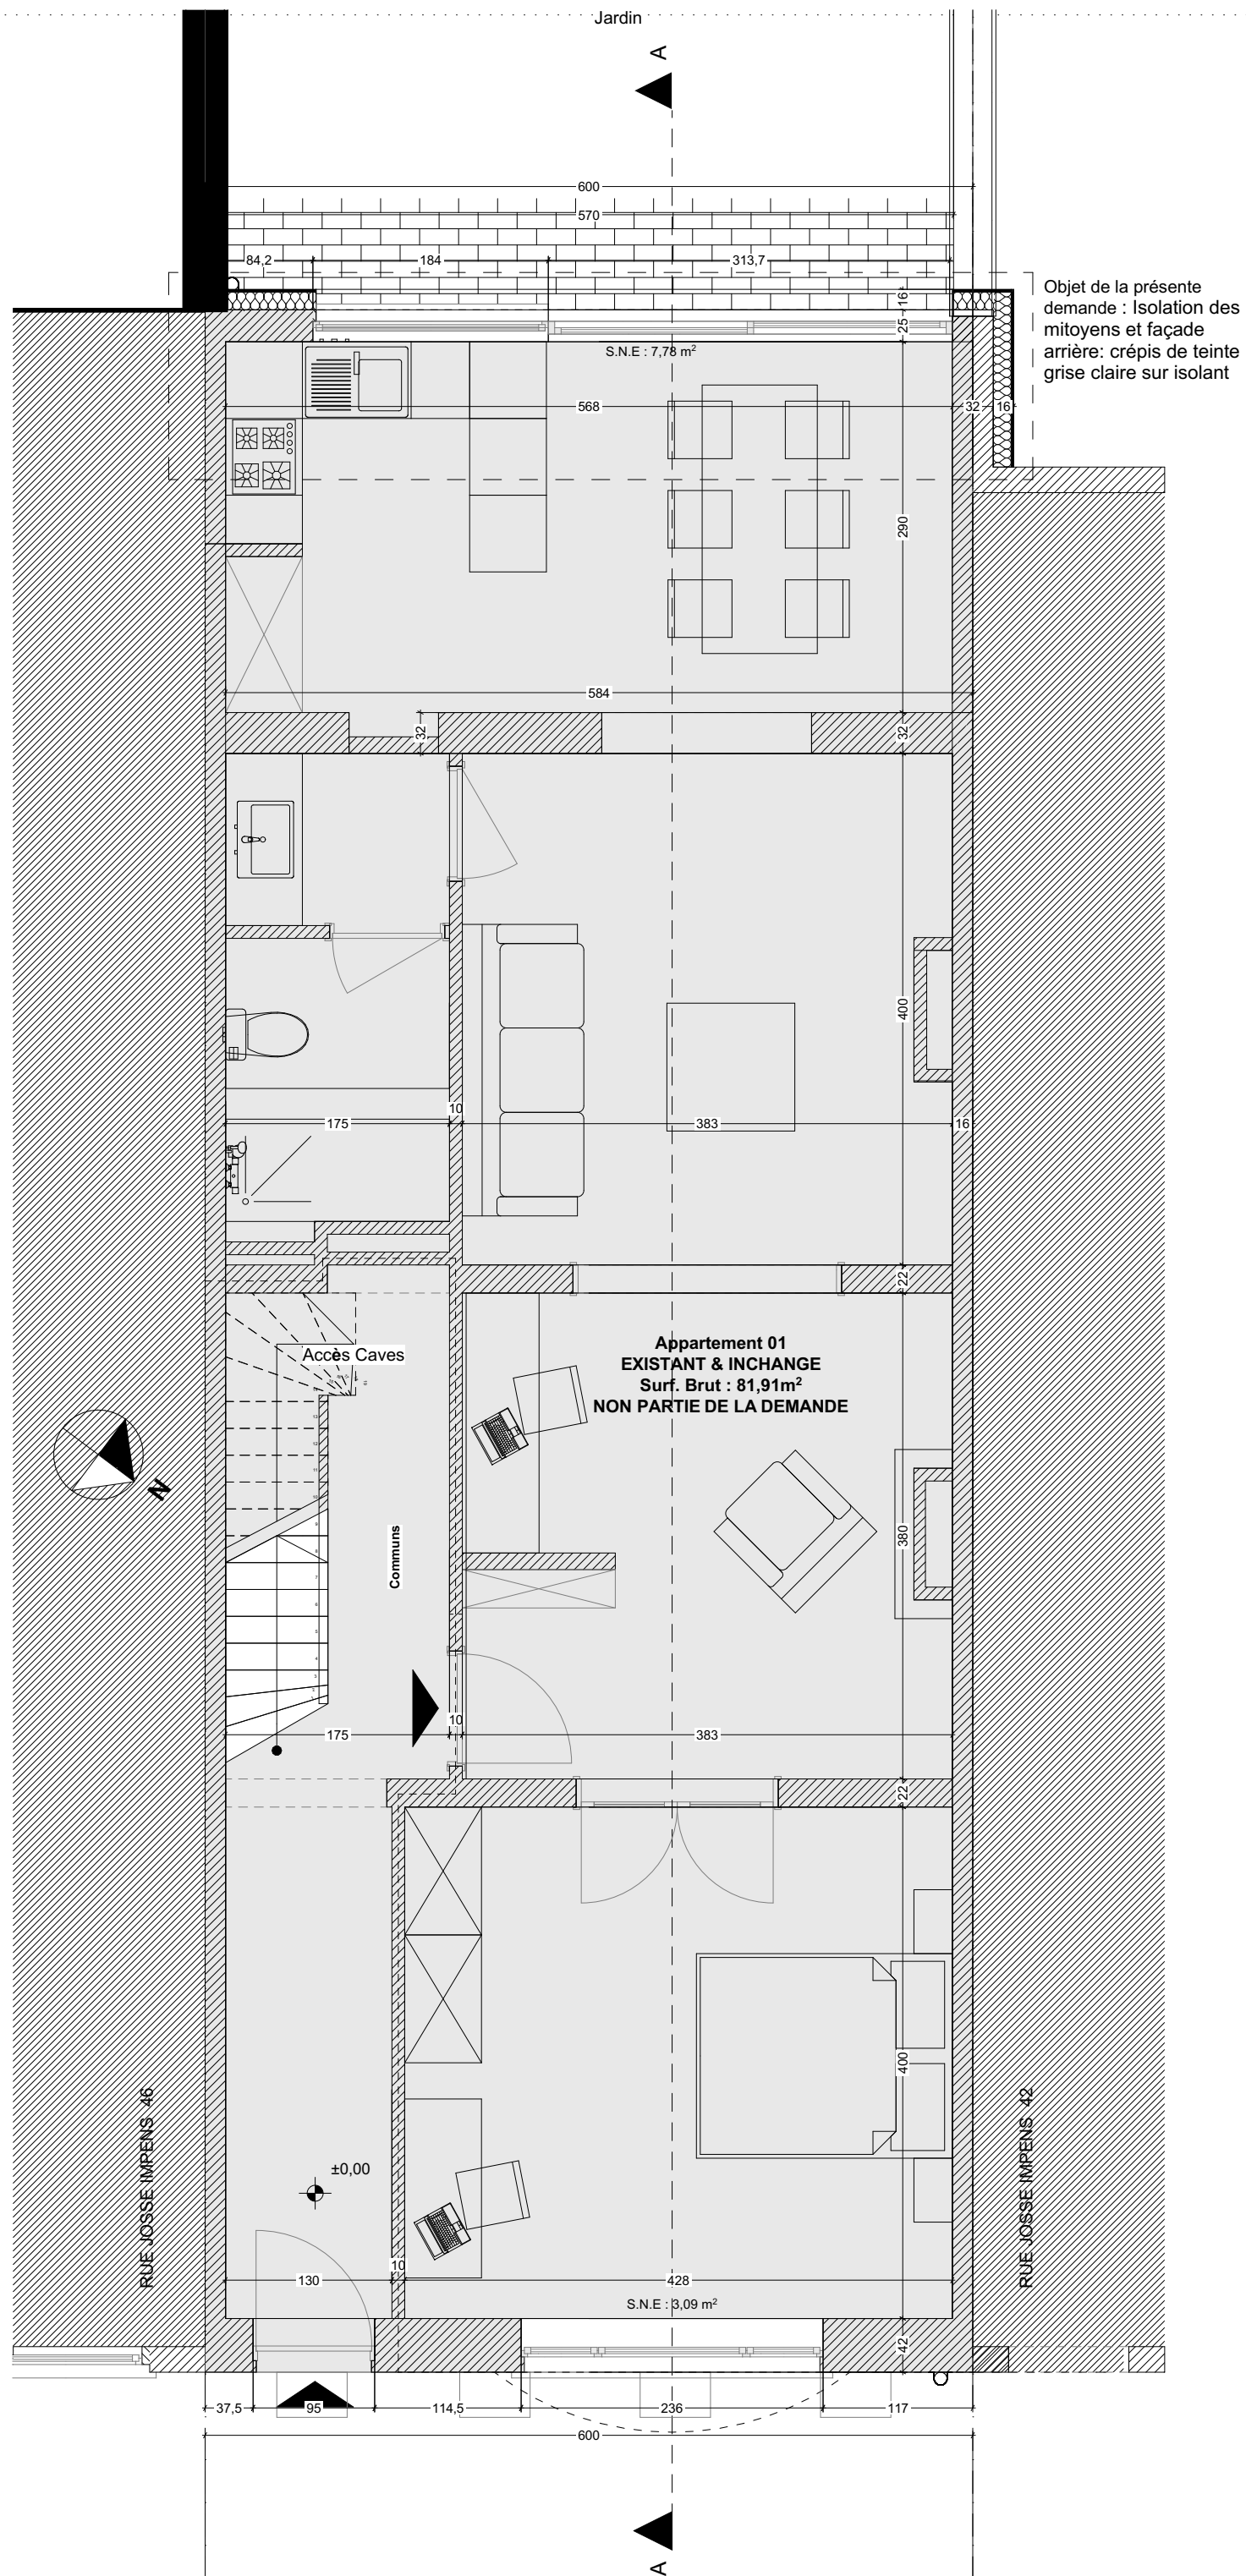 Jardin
A
600
570
84,2
184
313,7
16
25
Objet de la présente
demande : Isolation des
mitoyens et façade
arrière: crépis de teinte
grise claire sur isolant
S.N.E : 7,78 m²
568
32
16
290
584
32
32
400
175
10
383
16
22
Appartement 01
EXISTANT & INCHANGE
Surf. Brut : 81,91m²
NON PARTIE DE LA DEMANDE
Accès Caves
N
Communs
380
175
10
383
22
400
RUE JOSSE IMPENS 46
RUE JOSSE IMPENS 42
±0,00
130
10
428
S.N.E : 3,09 m²
42
37,5
95
114,5
236
117
600
A